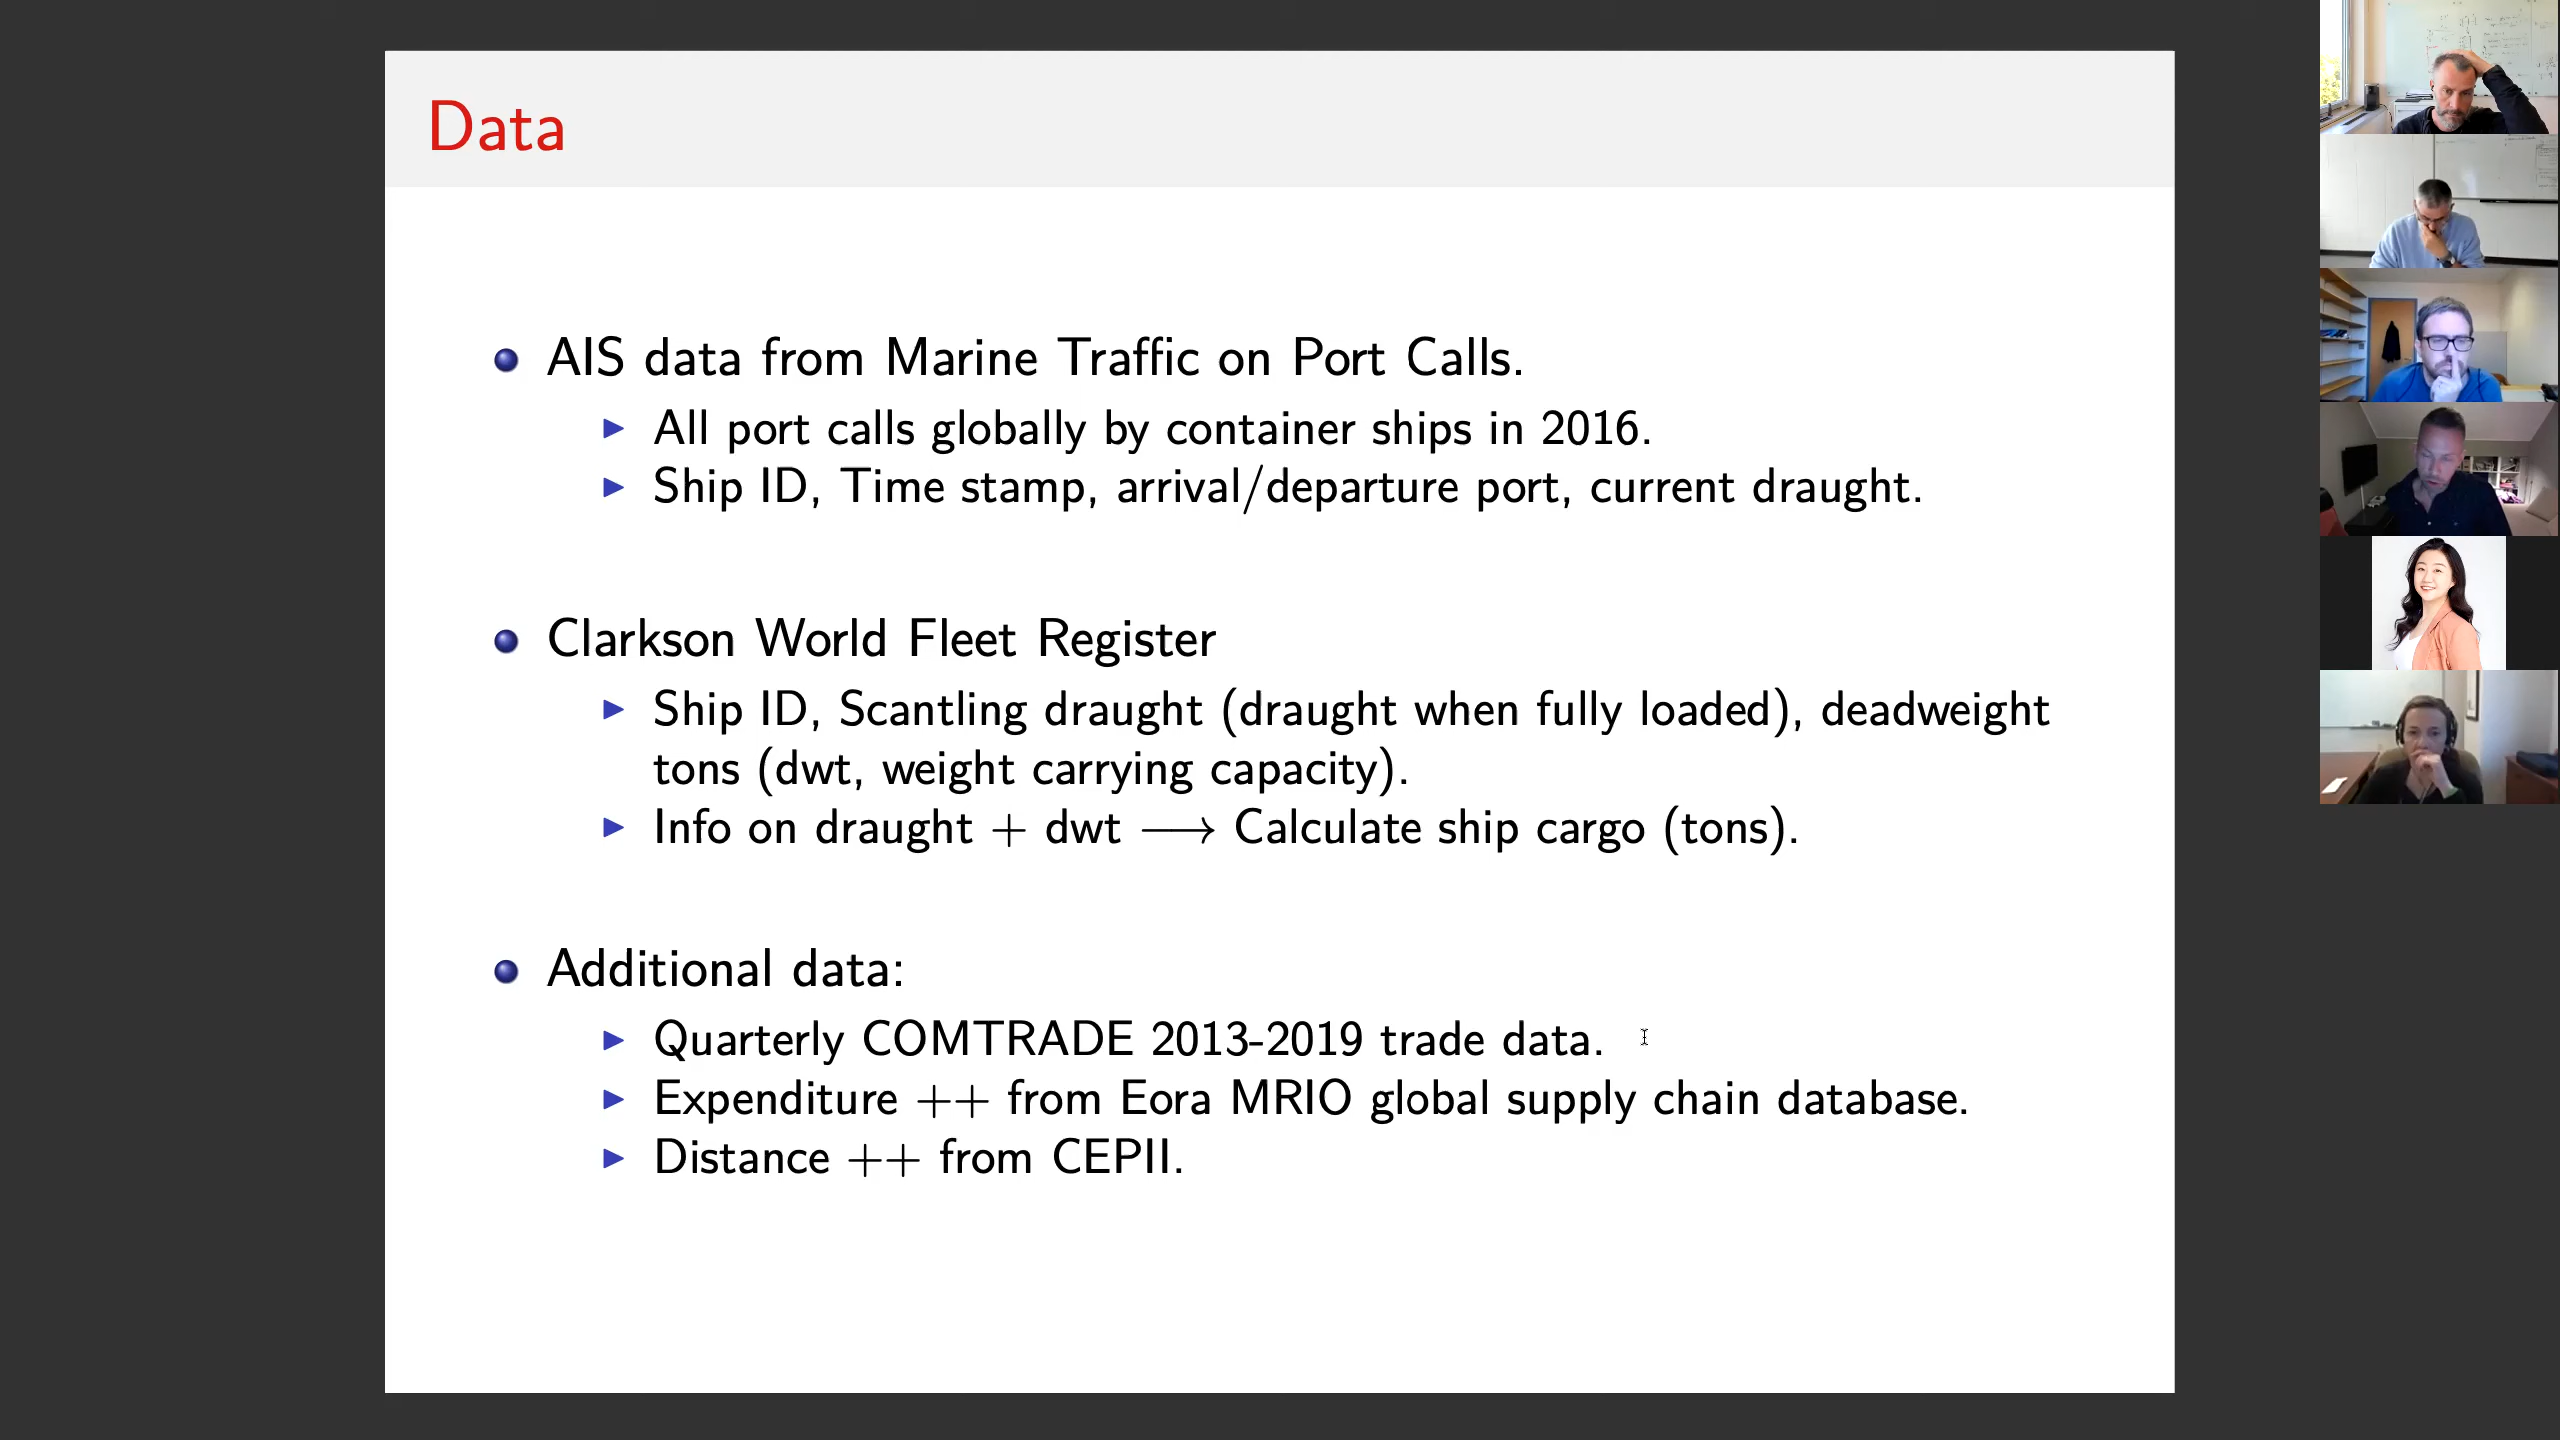 Data
AIS data from Marine Traffic on Port Calls.
All port calls globally by container ships in 2016.
Ship ID, Time stamp, arrival/departure port, current draught.
Clarkson World Fleet Register
Ship ID, Scantling draught (draught when fully loaded), deadweight
tons (dwt, weight carrying capacity).
Info on draught + dwt ⟶ Calculate ship cargo (tons).
Additional data:
Quarterly COMTRADE 2013-2019 trade data.
Expenditure ++ from Eora MRIO global supply chain database.
Distance ++ from CEPII.